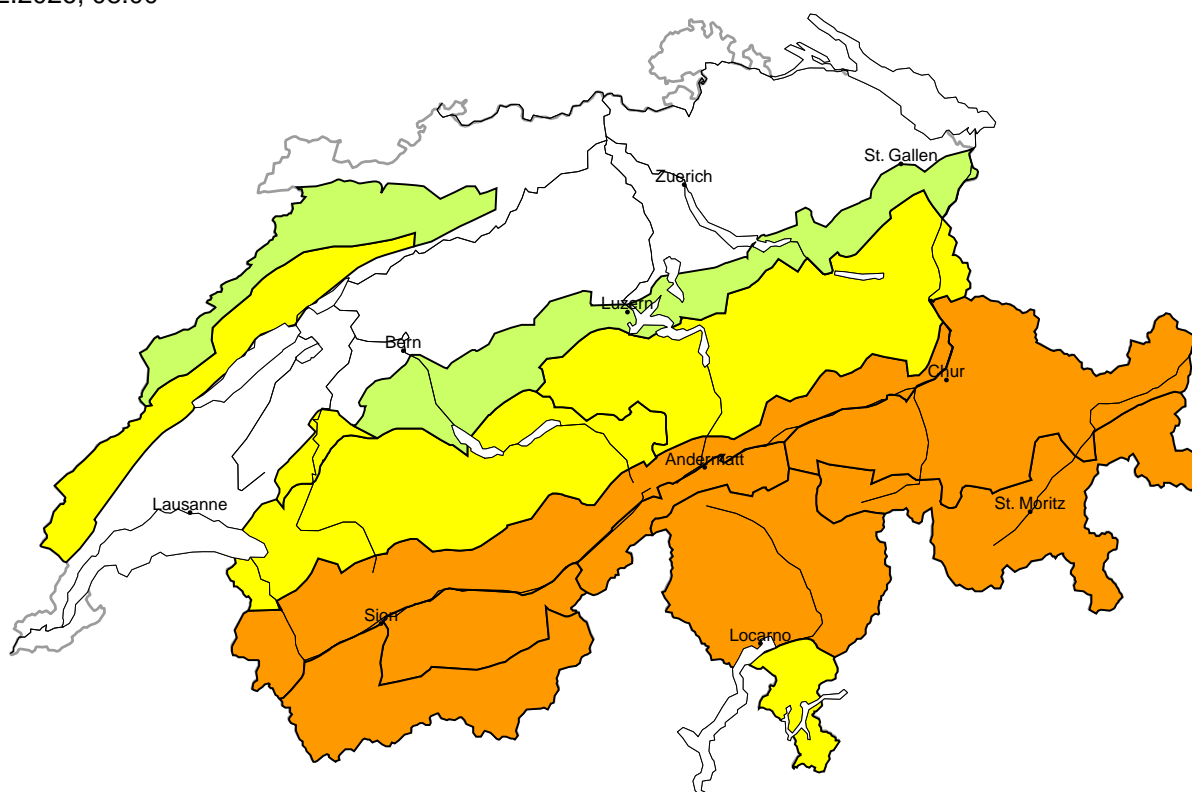 St. Gallen
Zuerich
Luzern
Bern
Chur
Andermatt
Lausanne
St. Moritz
Sion
Locarno